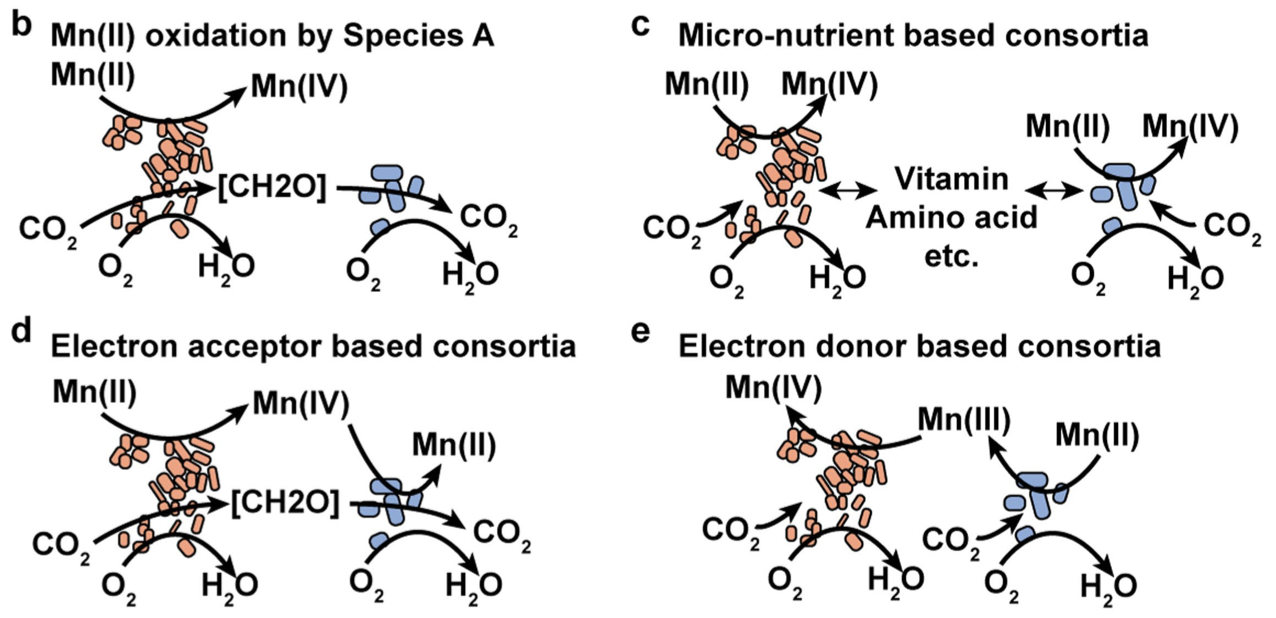 b Mn(II) oxidation by Species A
Mn(II)
Mn(IV)
[CH2O]
CO2
CO2
O2
H2O
O2
H2O
c Micro-nutrient based consortia
Mn(II) Mn(IV)
Mn(II) Mn(IV)
Vitamin
Amino acid
etc.
CO2
CO2
O2
H2O
O2
H2O
d Electron acceptor based consortia
Mn(II)
Mn(IV)
Mn(II)
[CH2O]
CO2
CO2
O2
H2O
O2
H2O
e Electron donor based consortia
Mn(IV)
Mn(III)
Mn(II)
CO2
CO2
O2
H2O
O2
H2O